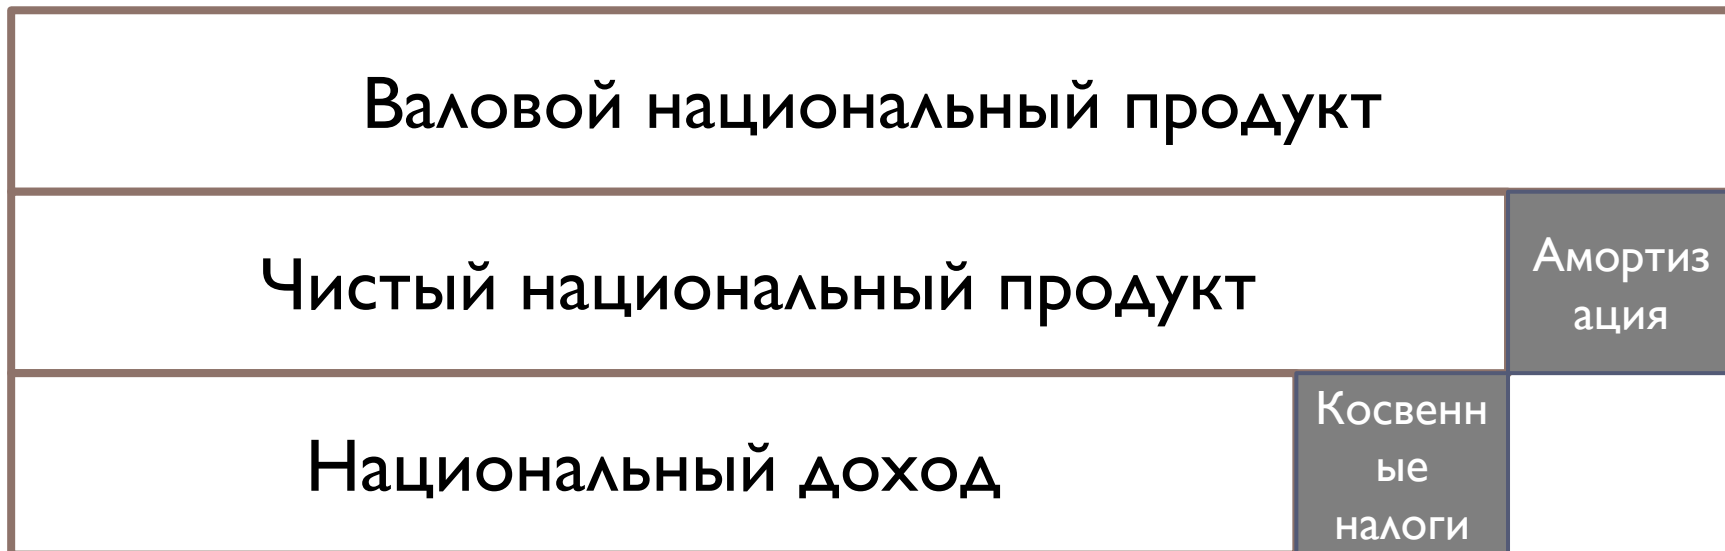 Валовой национальный продукт
Чистый национальный продукт
Амортиз
ация
Национальный доход
Косвенн
ые
налоги